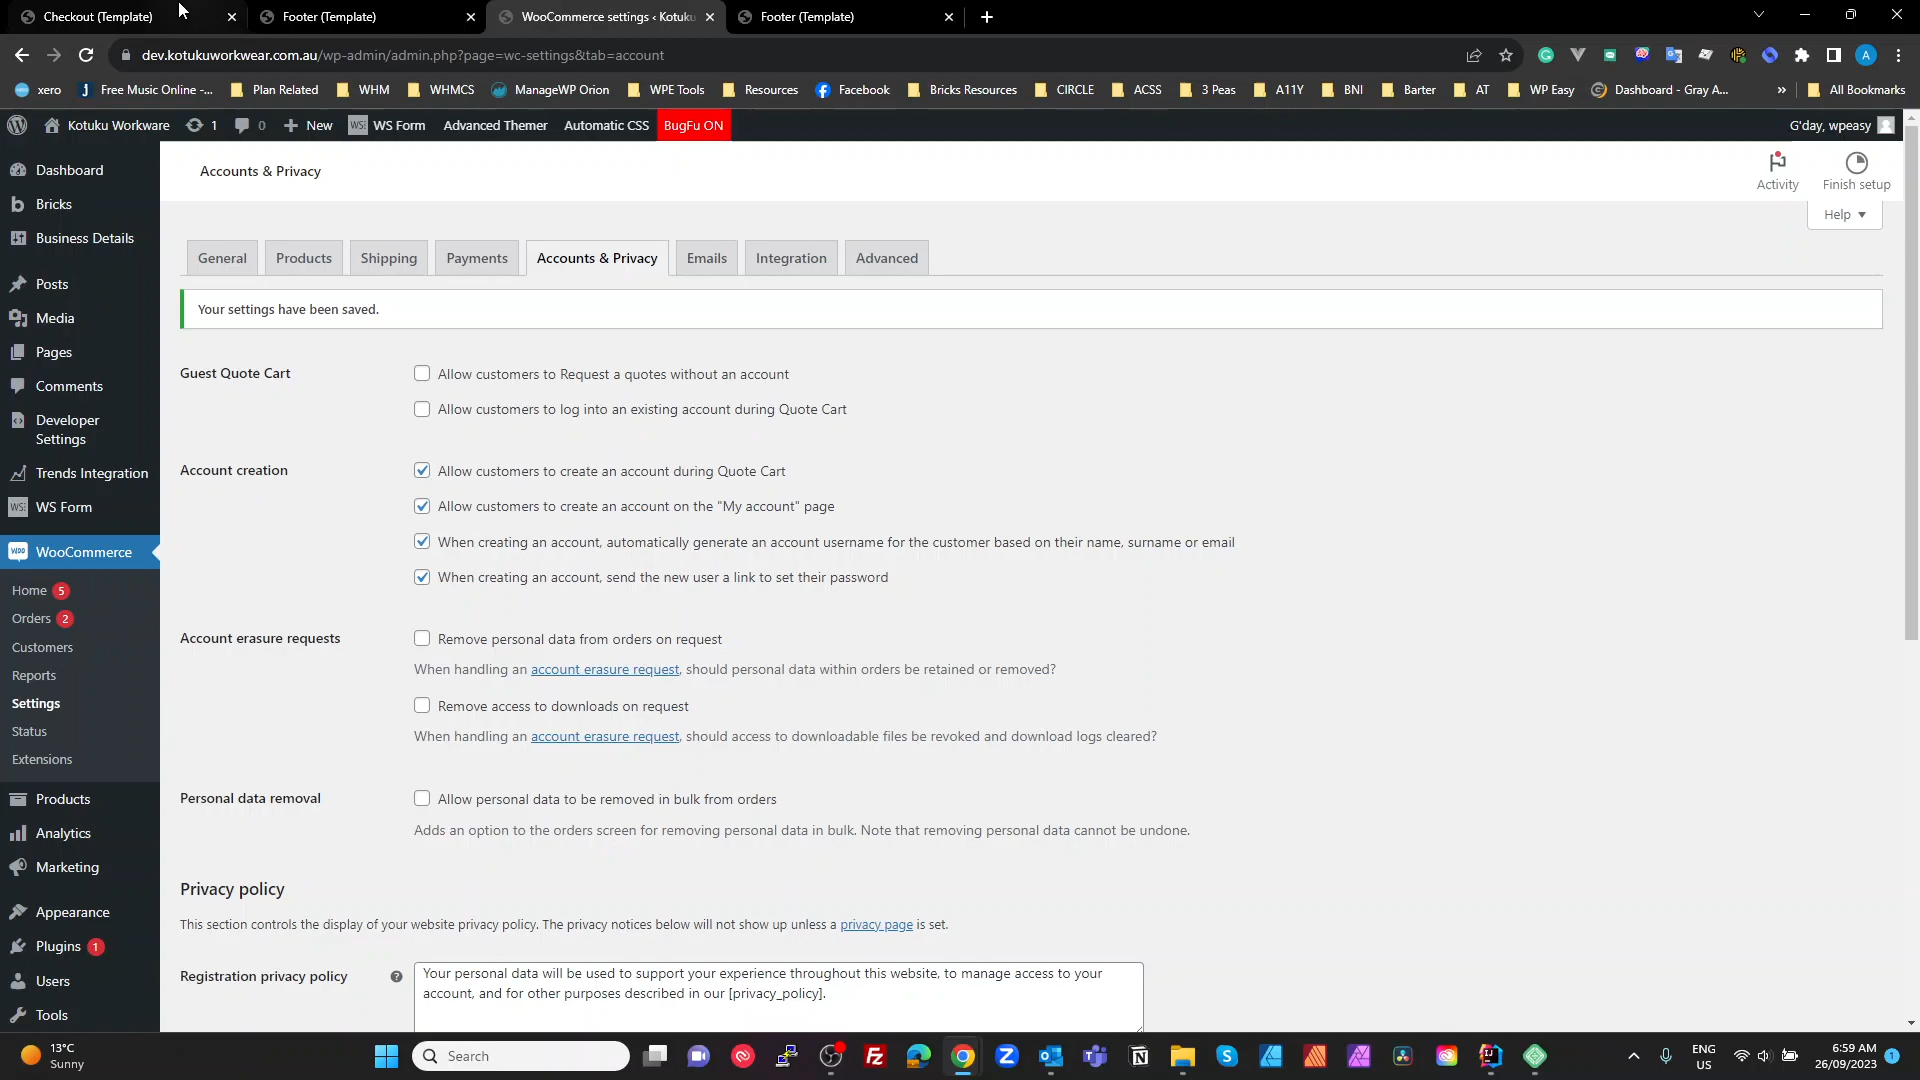 Checkout (Template)
Footer (Template)
WooCommerce settings ‹ Kotuku
Footer (Template)
dev.kotukuworkwear.com.au/wp-admin/admin.php?page=wc-settings&tab=account
xero
Free Music Online -...
Plan Related
WHM
WHMCS
ManageWP Orion
WPE Tools
Resources
Facebook
Bricks Resources
CIRCLE
ACSS
3 Peas
A11Y
BNI
Barter
AT
WP Easy
Dashboard - Gray A...
»
All Bookmarks
Kotuku Workware
1
0
New
WS Form
Advanced Themer
Automatic CSS
BugFu ON
G'day, wpeasy
Dashboard
Bricks
Business Details
Posts
Media
Pages
Comments
Developer
Settings
Trends Integration
WS Form
WooCommerce
Home 5
Orders 2
Customers
Reports
Settings
Status
Extensions
Products
Analytics
Marketing
Appearance
Plugins 1
Users
Tools
Accounts & Privacy
Activity
Finish setup
Help
General
Products
Shipping
Payments
Accounts & Privacy
Emails
Integration
Advanced
Your settings have been saved.
Guest Quote Cart
Allow customers to Request a quotes without an account
Allow customers to log into an existing account during Quote Cart
Account creation
Allow customers to create an account during Quote Cart
Allow customers to create an account on the "My account" page
When creating an account, automatically generate an account username for the customer based on their name, surname or email
When creating an account, send the new user a link to set their password
Account erasure requests
Remove personal data from orders on request
When handling an account erasure request, should personal data within orders be retained or removed?
Remove access to downloads on request
When handling an account erasure request, should access to downloadable files be revoked and download logs cleared?
Personal data removal
Allow personal data to be removed in bulk from orders
Adds an option to the orders screen for removing personal data in bulk. Note that removing personal data cannot be undone.
Privacy policy
This section controls the display of your website privacy policy. The privacy notices below will not show up unless a privacy page is set.
Registration privacy policy
Your personal data will be used to support your experience throughout this website, to manage access to your
account, and for other purposes described in our [privacy_policy].
13°C
Sunny
Search
ENG
US
6:59 AM
26/09/2023
1